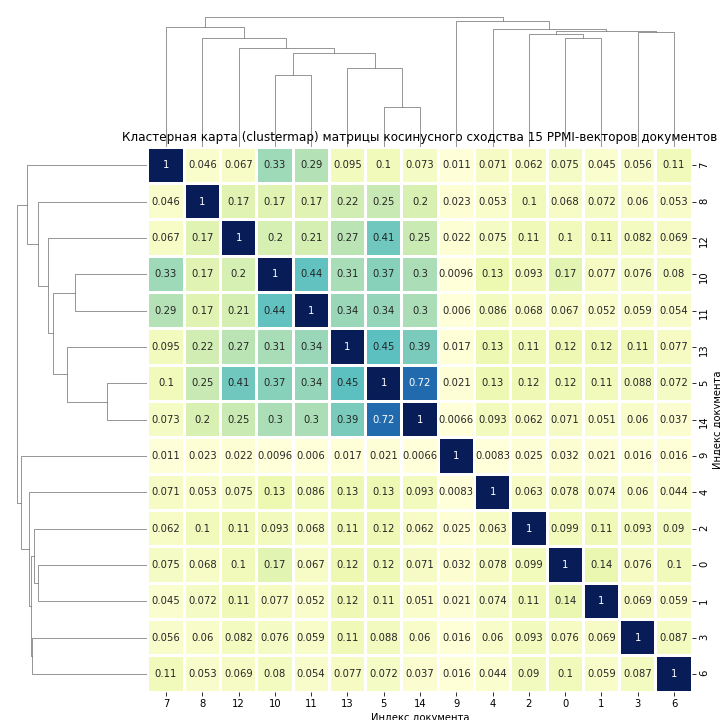 Кластерная карта (clustermap) матрицы косинусного сходства 15 PPMI-векторов документов
1 0.046 0.067 0.33 0.29 0.095 0.1 0.073 0.011 0.071 0.062 0.075 0.045 0.056 0.11 7
0.046 1 0.17 0.17 0.17 0.22 0.25 0.2 0.023 0.053 0.1 0.068 0.072 0.06 0.053 8
0.067 0.17 1 0.2 0.21 0.27 0.41 0.25 0.022 0.075 0.11 0.1 0.11 0.082 0.069 12
0.33 0.17 0.2 1 0.44 0.31 0.37 0.3 0.0096 0.13 0.093 0.17 0.077 0.076 0.08 10
0.29 0.17 0.21 0.44 1 0.34 0.34 0.3 0.006 0.086 0.068 0.067 0.052 0.059 0.054 11
0.095 0.22 0.27 0.31 0.34 1 0.45 0.39 0.017 0.13 0.11 0.12 0.12 0.11 0.077 13
0.1 0.25 0.41 0.37 0.34 0.45 1 0.72 0.021 0.13 0.12 0.12 0.11 0.088 0.072 5
0.073 0.2 0.25 0.3 0.3 0.39 0.72 1 0.0066 0.093 0.062 0.071 0.051 0.06 0.037 14
0.011 0.023 0.022 0.0096 0.006 0.017 0.021 0.0066 1 0.0083 0.025 0.032 0.021 0.016 0.016 9
0.071 0.053 0.075 0.13 0.086 0.13 0.13 0.093 0.0083 1 0.063 0.078 0.074 0.06 0.044 4
0.062 0.1 0.11 0.093 0.068 0.11 0.12 0.062 0.025 0.063 1 0.099 0.11 0.093 0.09 2
0.075 0.068 0.1 0.17 0.067 0.12 0.12 0.071 0.032 0.078 0.099 1 0.14 0.076 0.1 0
0.045 0.072 0.11 0.077 0.052 0.12 0.11 0.051 0.021 0.074 0.11 0.14 1 0.069 0.059 1
0.056 0.06 0.082 0.076 0.059 0.11 0.088 0.06 0.016 0.06 0.093 0.076 0.069 1 0.087 3
0.11 0.053 0.069 0.08 0.054 0.077 0.072 0.037 0.016 0.044 0.09 0.1 0.059 0.087 1 6
Индекс документа
7 8 12 10 11 13 5 14 9 4 2 0 1 3 6
Индекс документа